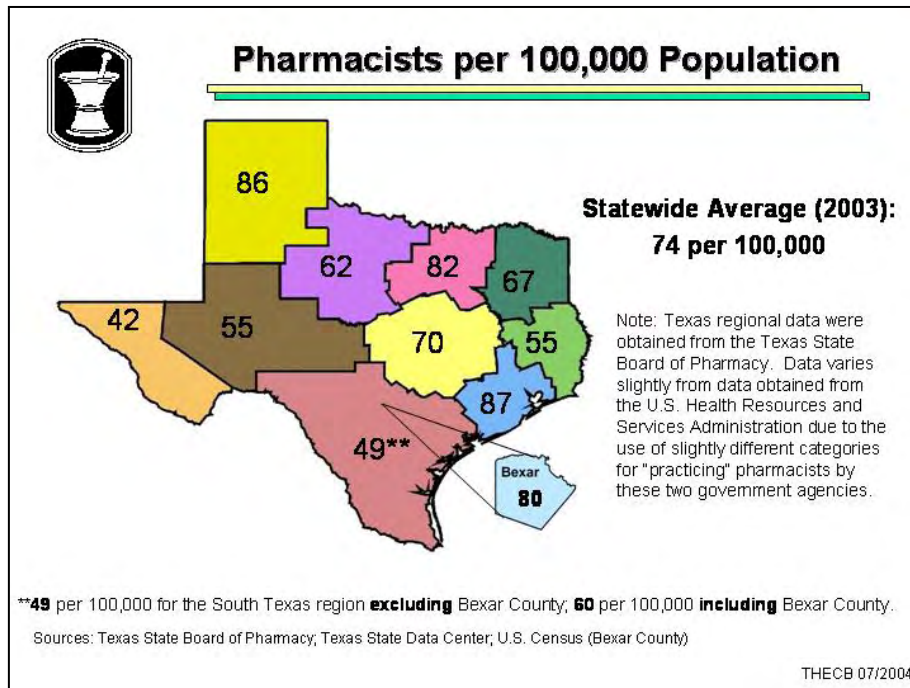 Pharmacists per 100,000 Population
86
Statewide Average (2003):
74 per 100,000
62
82
67
42
55
70
55
Note: Texas regional data were
obtained from the Texas State
Board of Pharmacy. Data varies
slightly from data obtained from
the U.S. Health Resources and
Services Administration due to the
use of slightly different categories
for "practicing" pharmacists by
these two government agencies.
87
49**
Bexar
80
**49 per 100,000 for the South Texas region excluding Bexar County; 60 per 100,000 including Bexar County.
Sources: Texas State Board of Pharmacy; Texas State Data Center; U.S. Census (Bexar County)
THECB 07/2004